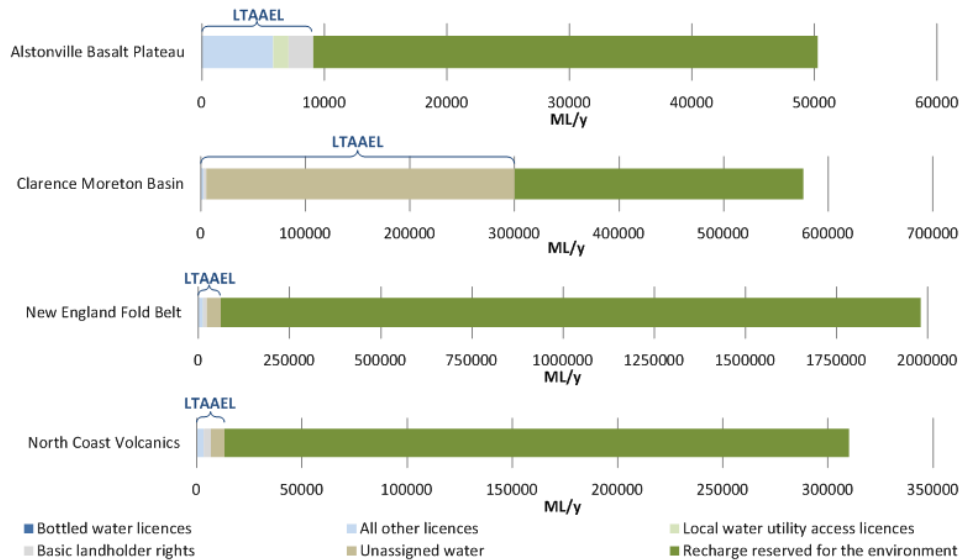 LTAAEL
Alstonville Basalt Plateau
0 10000 20000 30000 40000 50000 60000
ML/y
LTAAEL
Clarence Moreton Basin
0 100000 200000 300000 400000 500000 600000 700000
ML/y
LTAAEL
New England Fold Belt
0 250000 500000 750000 1000000 1250000 1500000 1750000 2000000
ML/y
LTAAEL
North Coast Volcanics
0 50000 100000 150000 200000 250000 300000 350000
ML/y
Bottled water licences All other licences Local water utility access licences
Basic landholder rights Unassigned water Recharge reserved for the environment